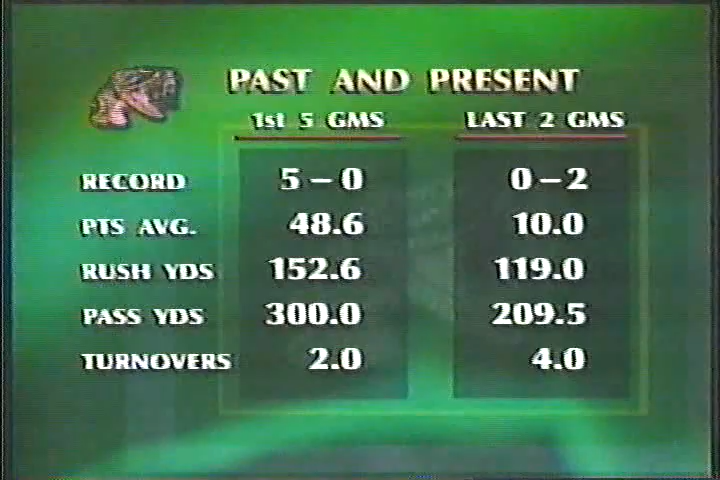 PAST AND PRESENT
1st 5 GMS LAST 2 GMS
RECORD 5 – 0 0 – 2
PTS AVG. 48.6 10.0
RUSH YDS 152.6 119.0
PASS YDS 300.0 209.5
TURNOVERS 2.0 4.0